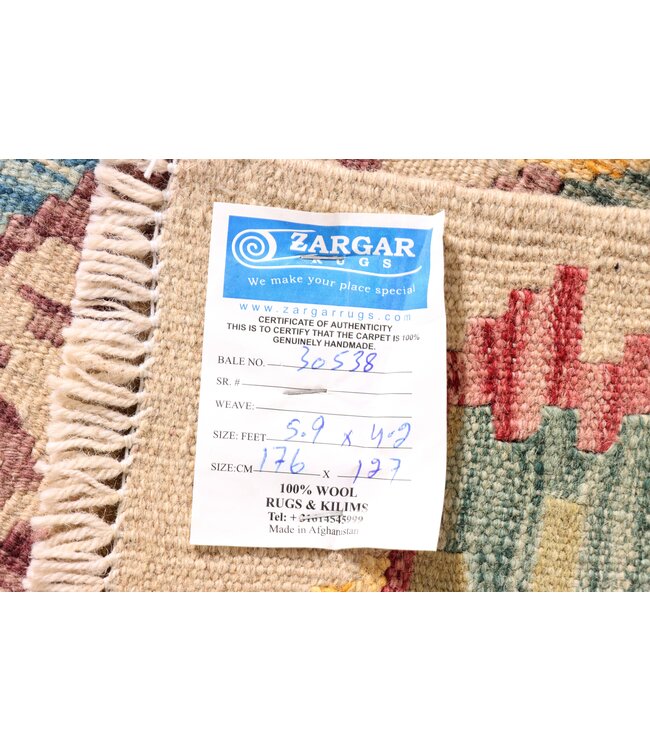 ZARGAR
RUGS
We make your place special
www.zargarrugs.com
CERTIFICATE OF AUTHENTICITY
THIS IS TO CERTIFY THAT THE CARPET IS 100%
GENUINELY HANDMADE.
BALE NO. 30538
SR. #
WEAVE:
SIZE: FEET 5.9 x 4.2
SIZE:CM 176 X 127
100% WOOL
RUGS & KILIMS
Tel: +31614545999
Made in Afghanistan